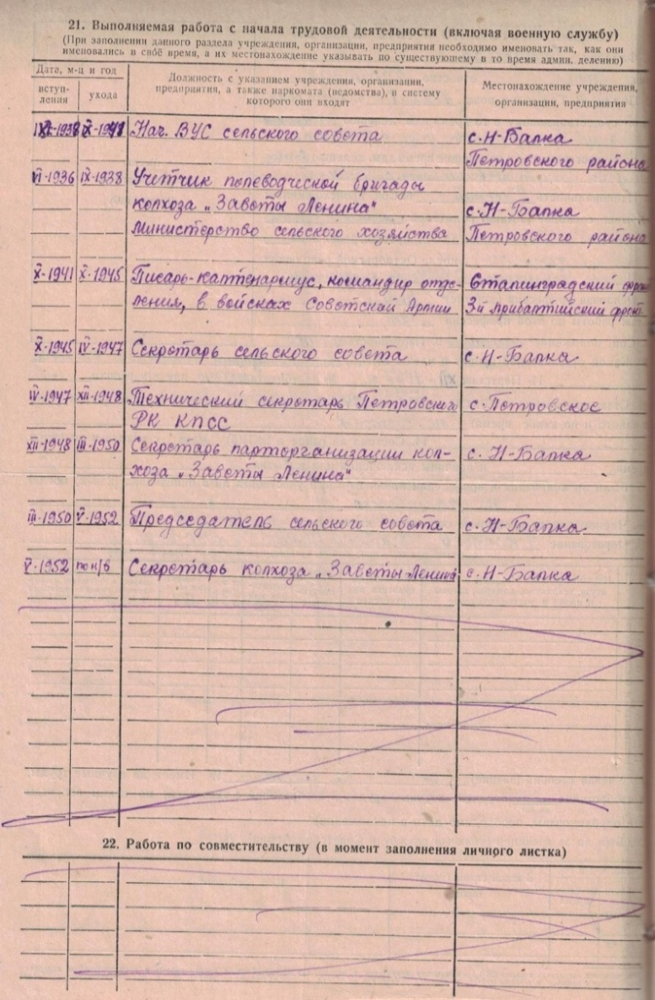 21. Выполняемая работа с начала трудовой деятельности (включая военную службу)
(При заполнении данного раздела учреждения, организации, предприятия необходимо именовать так, как они
именовались в своё время, а их местонахождение указывать по существующему в то время админ. делению)
Дата, м-ц и год
вступ-
ления
ухода
Должность с указанием учреждения, организации,
предприятия, а также наркомата (ведомства), в систему
которого они входят
Местонахождение учреждения,
организации, предприятия
IX-1938 X-1941 Нач. ВУС сельского совета с. Н-Балка
Петровского района
VI-1936 IX-1938 Учетчик полеводческой бригады
колхоза „Заветы Ленина“ с. Н-Балка
Министерство сельского хозяйства Петровского района
X-1941 X-1945 Писарь-каптенармус, командир отде- Сталинградский фронт
ления, в войсках Советской Армии 3й прибалтийский фронт
X-1945 IV-1947 Секретарь сельского совета с. Н-Балка
IV-1947 XII-1948 Технический секретарь Петровского с. Петровское
РК КПСС
XII-1948 III-1950 Секретарь парторганизации кол- с. Н-Балка
хоза „Заветы Ленина“
III-1950 V-1952 Председатель сельского совета с. Н-Балка
V-1952 по н/в Секретарь колхоза „Заветы Ленина с. Н-Балка
22. Работа по совместительству (в момент заполнения личного листка)